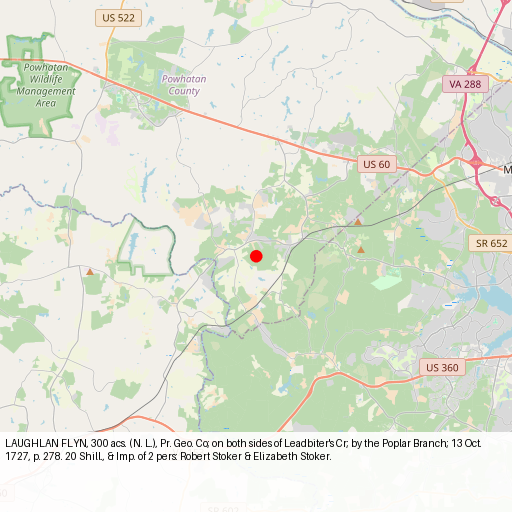 US 522
Powhatan
Wildlife
Management
Area
Powhatan
County
VA 288
US 60
M
SR 652
US 360
LAUGHLAN FLYN, 300 acs. (N. L.), Pr. Geo. Co; on both sides of Leadbiter's Cr; by the Poplar Branch; 13 Oct.
1727, p. 278. 20 Shill., & Imp. of 2 pers: Robert Stoker & Elizabeth Stoker.
SR 603